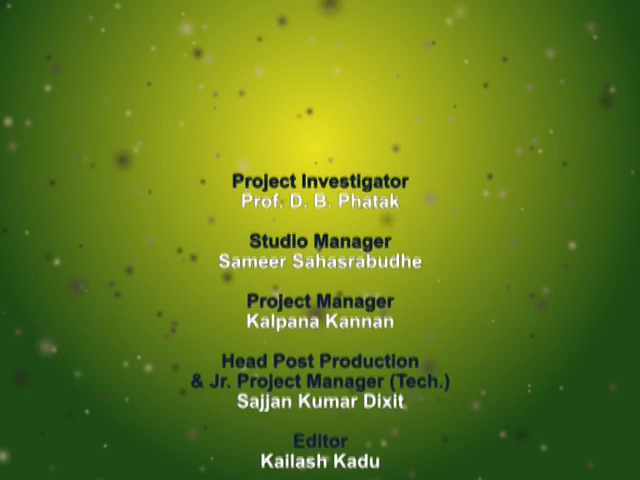 Project Investigator
Prof. D. B. Phatak
Studio Manager
Sameer Sahasrabudhe
Project Manager
Kalpana Kannan
Head Post Production
& Jr. Project Manager (Tech.)
Sajjan Kumar Dixit
Editor
Kailash Kadu